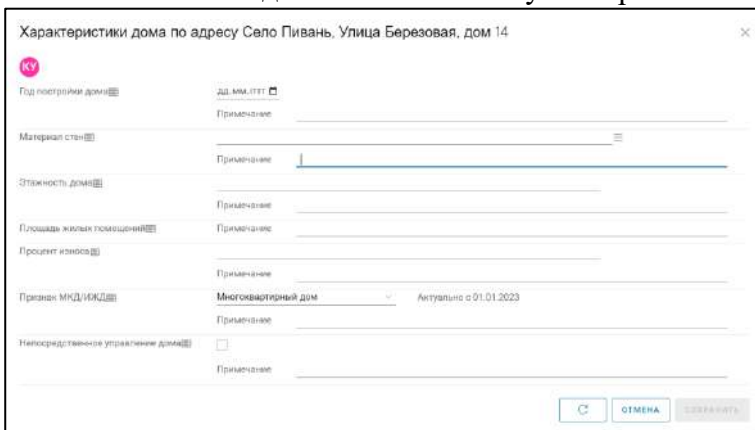 Характеристики дома по адресу Село Пивань, Улица Березовая, дом 14
КУ
Год постройки дома
дд.мм.гггг
Примечание
Материал стен
Примечание
Этажность дома
Примечание
Площадь жилых помещений
Примечание
Процент износа
Примечание
Признак МКД/ИЖД
Многоквартирный дом
Актуально с 01.01.2023
Примечание
Непосредственное управление дома
Примечание
ОТМЕНА
СОХРАНИТЬ